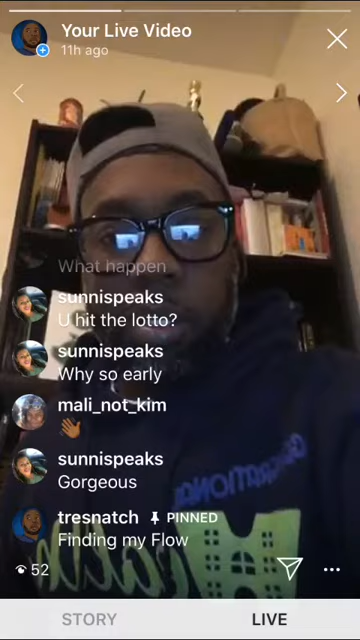 Your Live Video
11h ago
What happen
sunnispeaks
U hit the lotto?
sunnispeaks
Why so early
mali_not_kim
👋
sunnispeaks
Gorgeous
tresnatch PINNED
Finding my Flow
52
STORY
LIVE